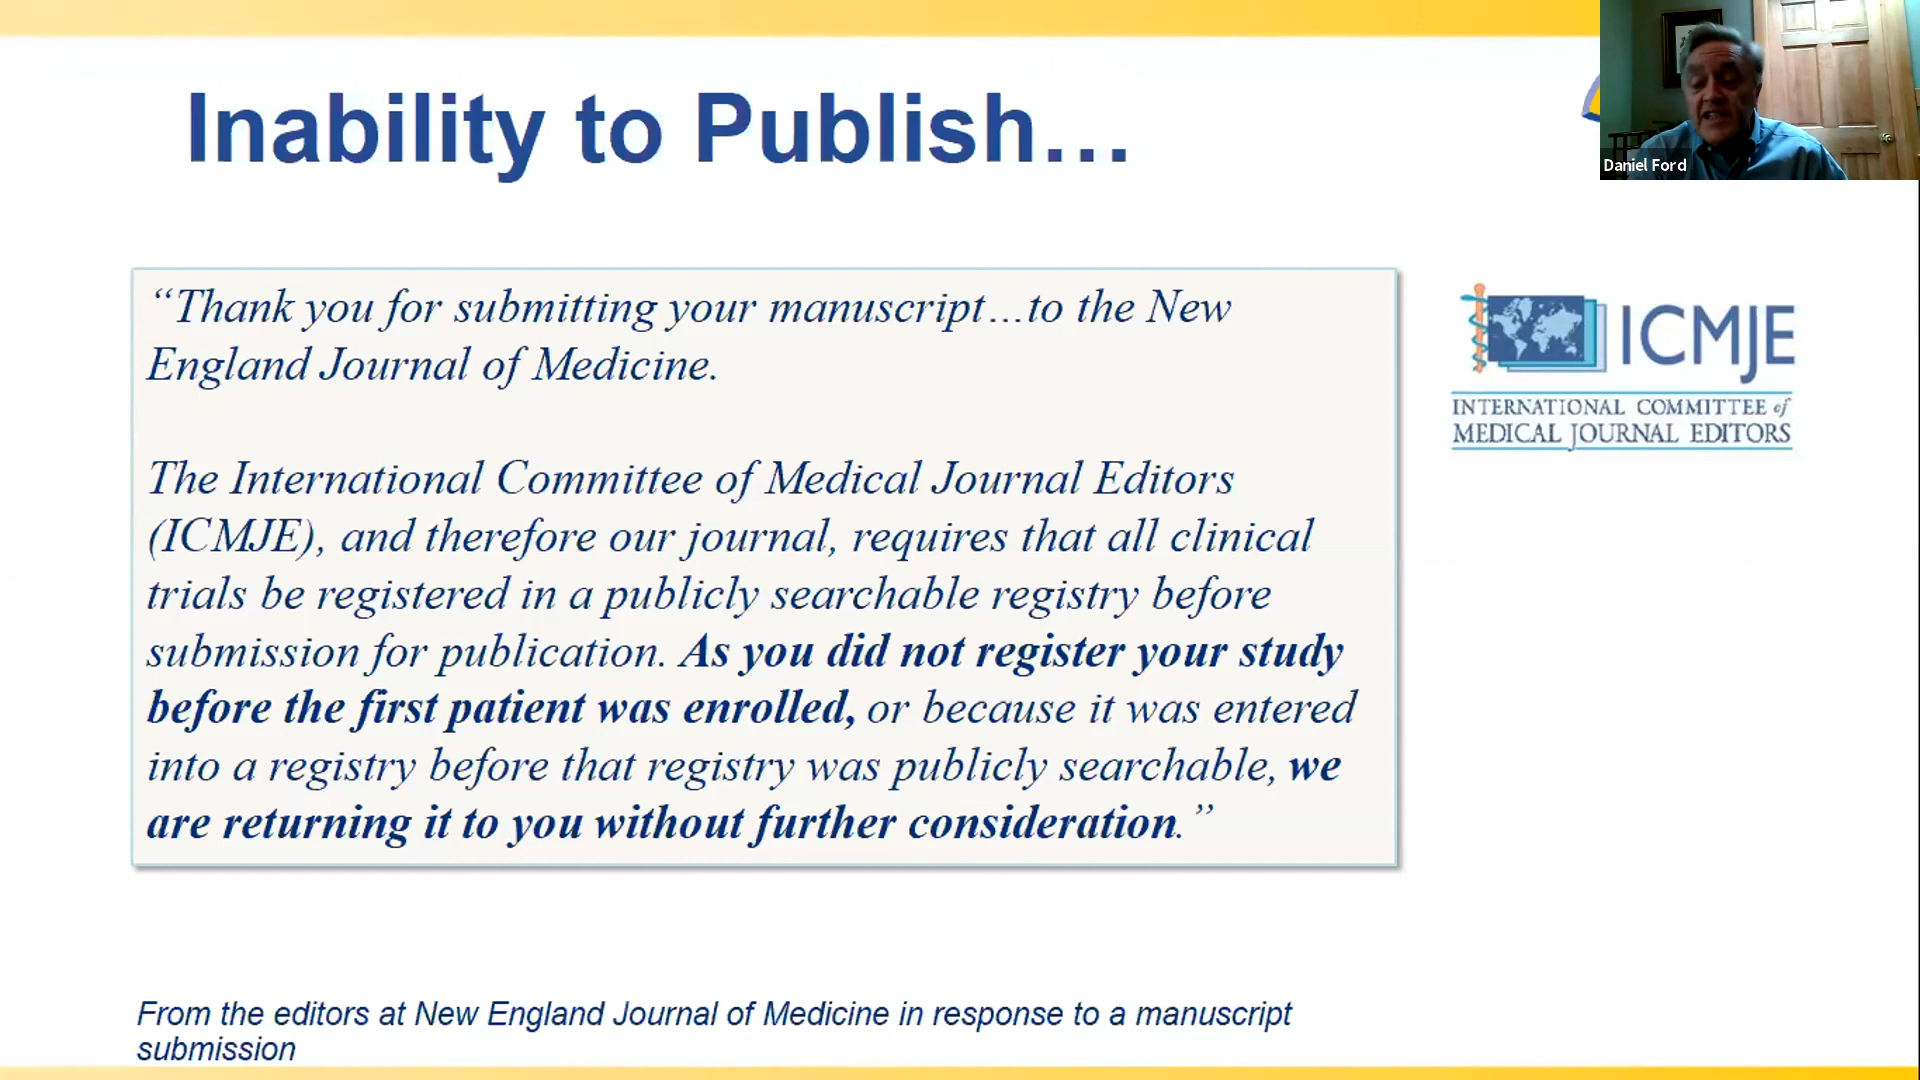 Inability to Publish…
Daniel Ford
“Thank you for submitting your manuscript…to the New
England Journal of Medicine.
The International Committee of Medical Journal Editors
(ICMJE), and therefore our journal, requires that all clinical
trials be registered in a publicly searchable registry before
submission for publication. As you did not register your study
before the first patient was enrolled, or because it was entered
into a registry before that registry was publicly searchable, we
are returning it to you without further consideration.”
ICMJE
INTERNATIONAL COMMITTEE of
MEDICAL JOURNAL EDITORS
From the editors at New England Journal of Medicine in response to a manuscript
submission